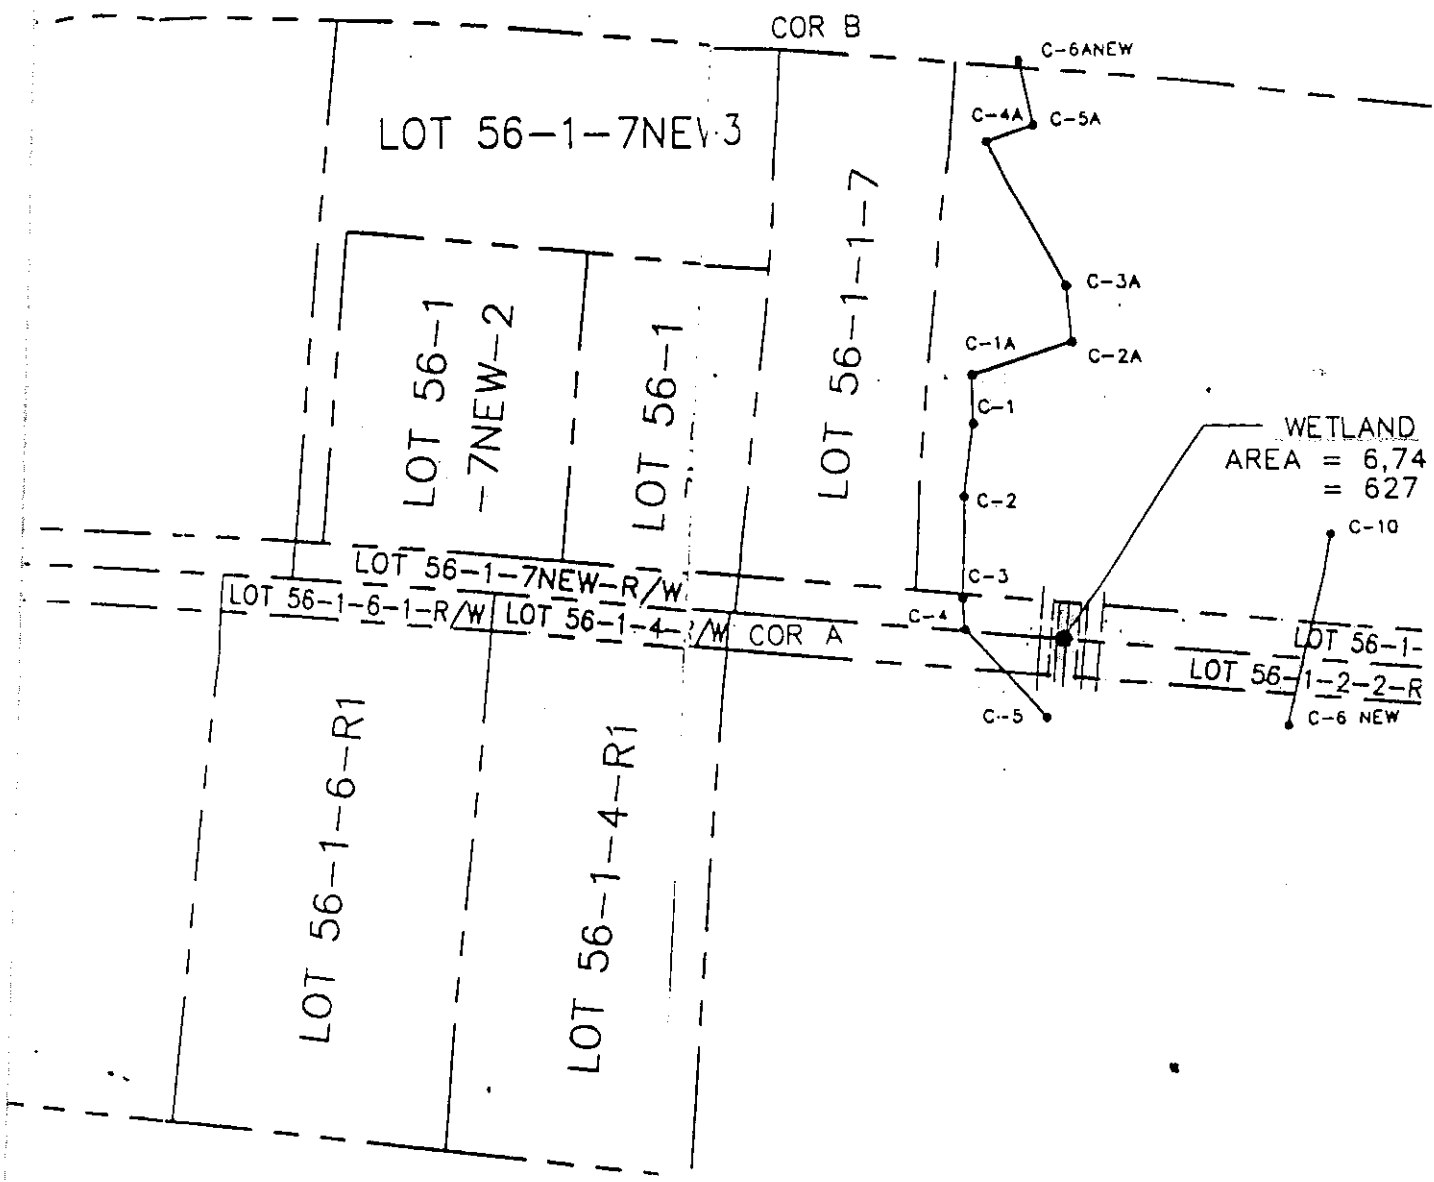 COR B
C-6ANEW
C-4A
C-5A
LOT 56-1-7NEW-3
LOT 56-1-1-7
C-3A
C-1A
C-2A
LOT 56-1
-7NEW-2
LOT 56-1
C-1
WETLAND
AREA = 6,74
= 627
C-2
C-10
LOT 56-1-7NEW-R/W
C-3
LOT 56-1-6-1-R/W
LOT 56-1-4- /W
COR A
C-4
LOT 56-1-
LOT 56-1-2-2-R
C-5
C-6 NEW
LOT 56-1-6-R1
LOT 56-1-4-R1